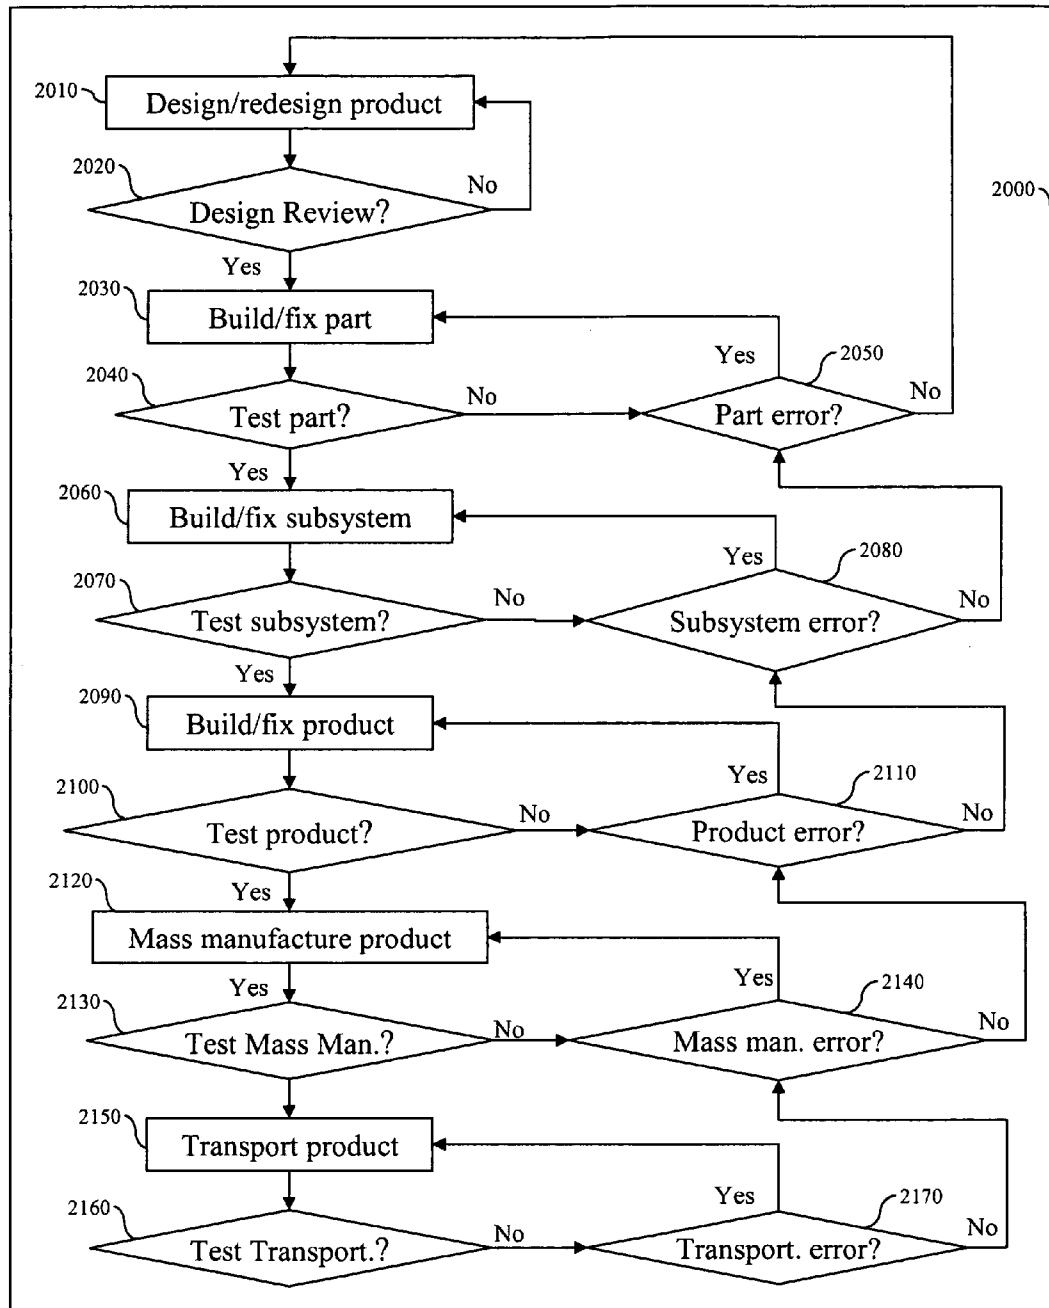 2010
Design/redesign product
2020
No
2000
Design Review?
Yes
2030
Build/fix part
Yes
2050
2040
No
No
Test part?
Part error?
Yes
2060
Build/fix subsystem
Yes
2080
2070
No
No
Test subsystem?
Subsystem error?
Yes
2090
Build/fix product
Yes
2110
2100
No
No
Test product?
Product error?
2120
Yes
Mass manufacture product
Yes
Yes
2140
2130
No
No
Test Mass Man.?
Mass man. error?
2150
Transport product
Yes
2170
2160
No
No
Test Transport.?
Transport. error?